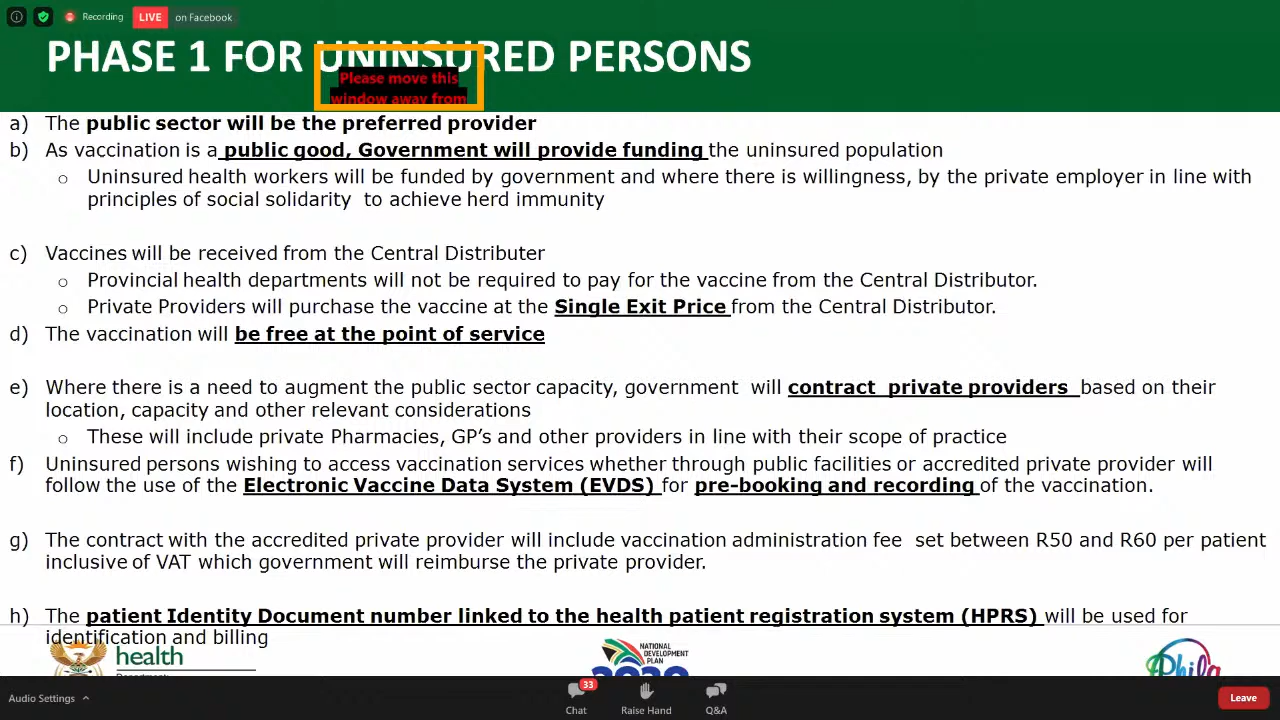 Recording LIVE on Facebook
PHASE 1 FOR UNINSURED PERSONS
Please move this
window away from
a) The public sector will be the preferred provider
b) As vaccination is a public good, Government will provide funding the uninsured population
o Uninsured health workers will be funded by government and where there is willingness, by the private employer in line with
principles of social solidarity to achieve herd immunity
c) Vaccines will be received from the Central Distributer
o Provincial health departments will not be required to pay for the vaccine from the Central Distributor.
o Private Providers will purchase the vaccine at the Single Exit Price from the Central Distributor.
d) The vaccination will be free at the point of service
e) Where there is a need to augment the public sector capacity, government will contract private providers based on their
location, capacity and other relevant considerations
o These will include private Pharmacies, GP's and other providers in line with their scope of practice
f) Uninsured persons wishing to access vaccination services whether through public facilities or accredited private provider will
follow the use of the Electronic Vaccine Data System (EVDS) for pre-booking and recording of the vaccination.
g) The contract with the accredited private provider will include vaccination administration fee set between R50 and R60 per patient
inclusive of VAT which government will reimburse the private provider.
h) The patient Identity Document number linked to the health patient registration system (HPRS) will be used for
identification and billing
health
NATIONAL
DEVELOPMENT
PLAN
2030
Phila
Audio Settings
33
Chat
Raise Hand
Q&A
Leave